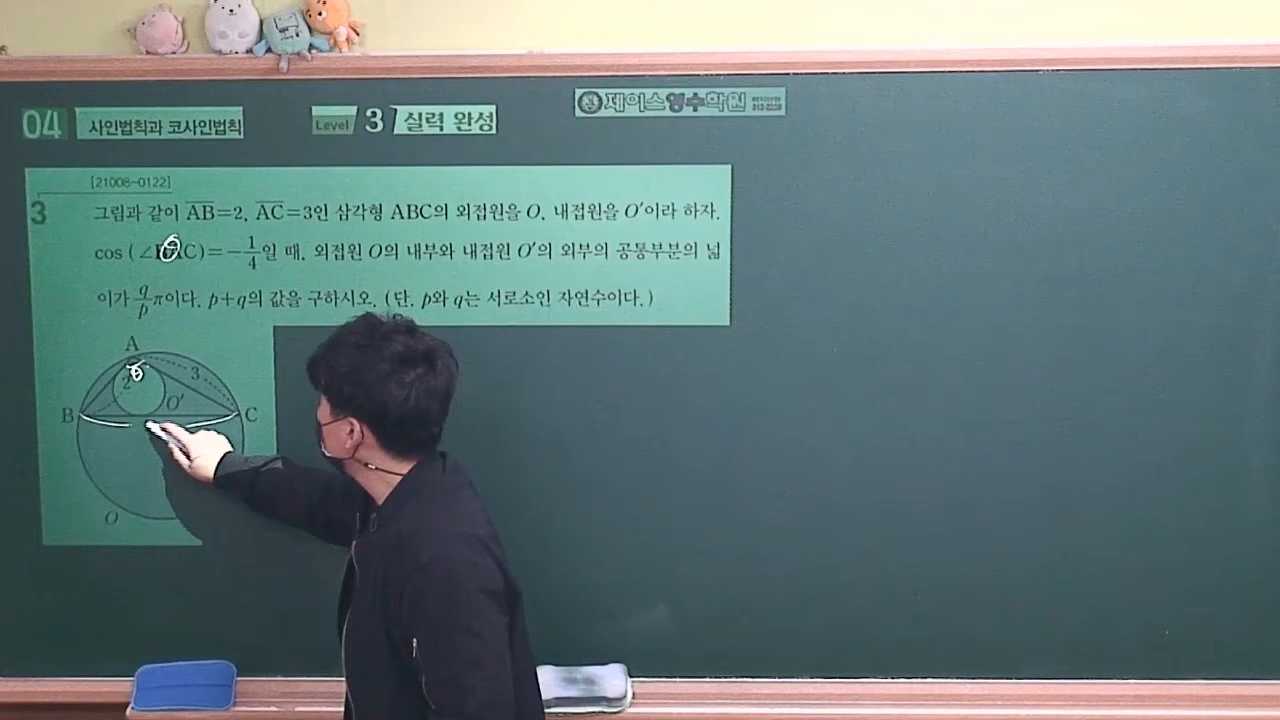 제이스영수학원
04 사인법칙과 코사인법칙 Level 3 실력 완성
[21008-0122]
3 그림과 같이 AB=2, AC=3인 삼각형 ABC의 외접원을 O, 내접원을 O′이라 하자.
cos(∠θAC)=-1/4일 때, 외접원 O의 내부와 내접원 O′의 외부의 공통부분의 넓
이가 q/p π이다. p+q의 값을 구하시오. (단, p와 q는 서로소인 자연수이다.)
A
θ
2
3
O′
B
C
O